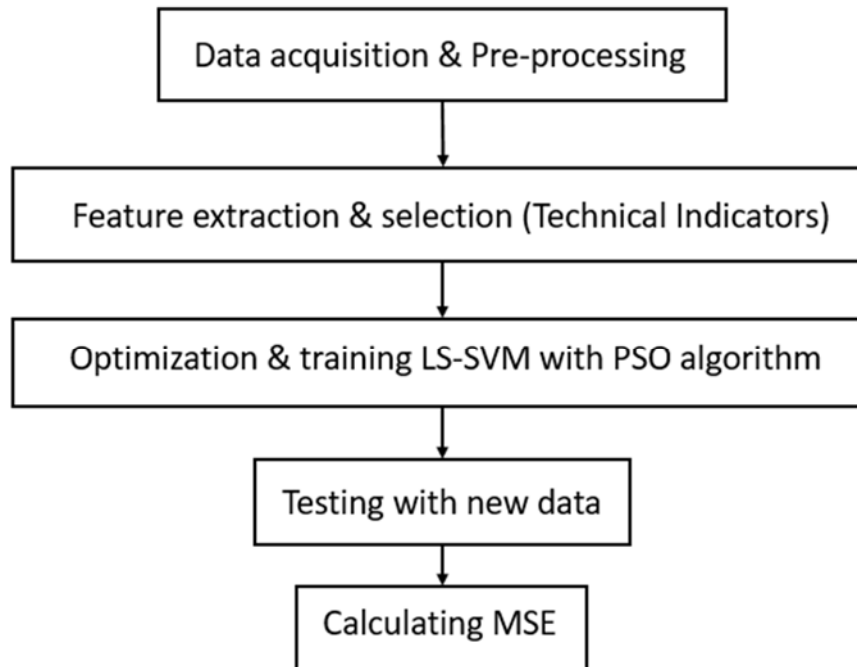 Data acquisition & Pre-processing
Feature extraction & selection (Technical Indicators)
Optimization & training LS-SVM with PSO algorithm
Testing with new data
Calculating MSE